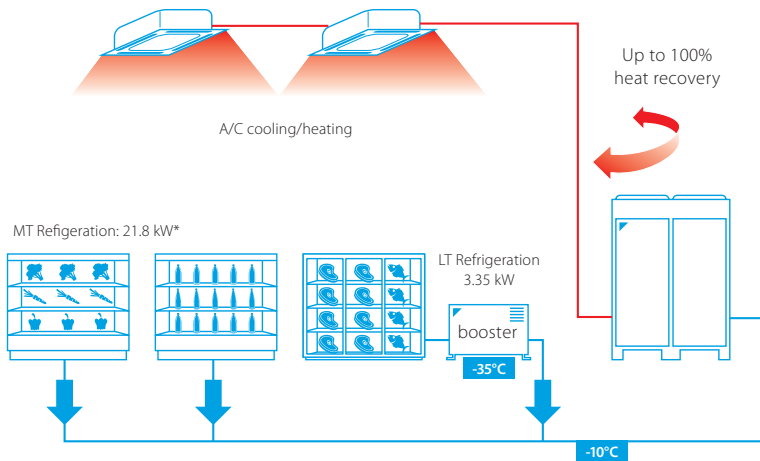 Up to 100%
heat recovery
A/C cooling/heating
MT Refigeration: 21.8 kW*
LT Refrigeration
3.35 kW
booster
-35°C
-10°C